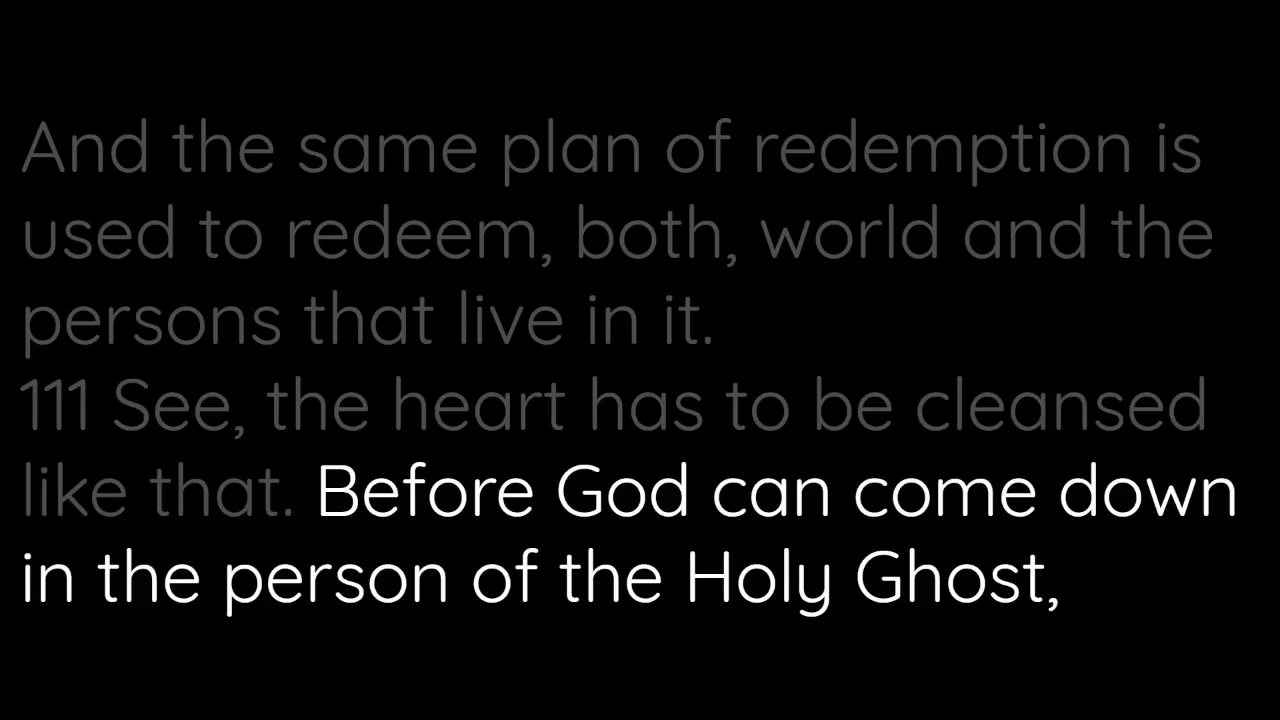 And the same plan of redemption is
used to redeem, both, world and the
persons that live in it.
111 See, the heart has to be cleansed
like that. Before God can come down
in the person of the Holy Ghost,